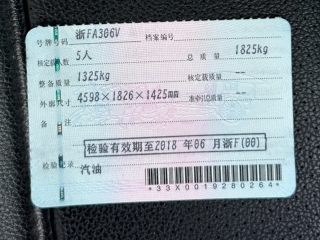 号牌号码 浙FA306V 档案编号
核定载人数 5人 总质量 1825kg
整备质量 1325kg 核定载质量 --
外廓尺寸 4598×1826×1425mm 准牵引总质量 --
备注
检验有效期至2018年06月浙F(00)
检验记录 汽油
*33X0019280264*